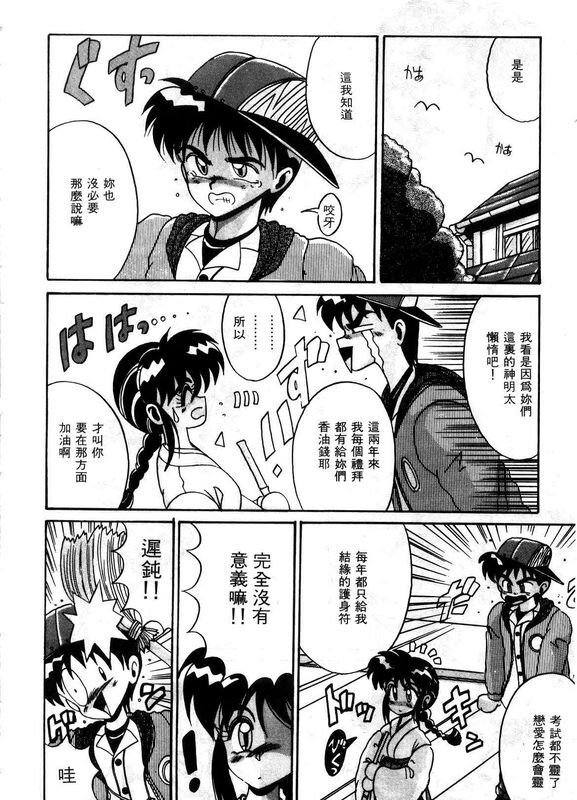 是是
かぁ
かぁ
這我知道
ぐすっ
妳也
沒必要
那麼說嘛
咬牙
我看是因為妳們
這裏的神明太
懶惰吧！
這兩年來
我每個禮拜
都有給妳們
香油錢耶
…………
所以
はは…
才叫你
要在那方面
加油啊
考試都不靈了
戀愛怎麼會靈
每年都只給我
結緣的護身符
完全沒有
意義嘛!!
遲鈍!!
哇